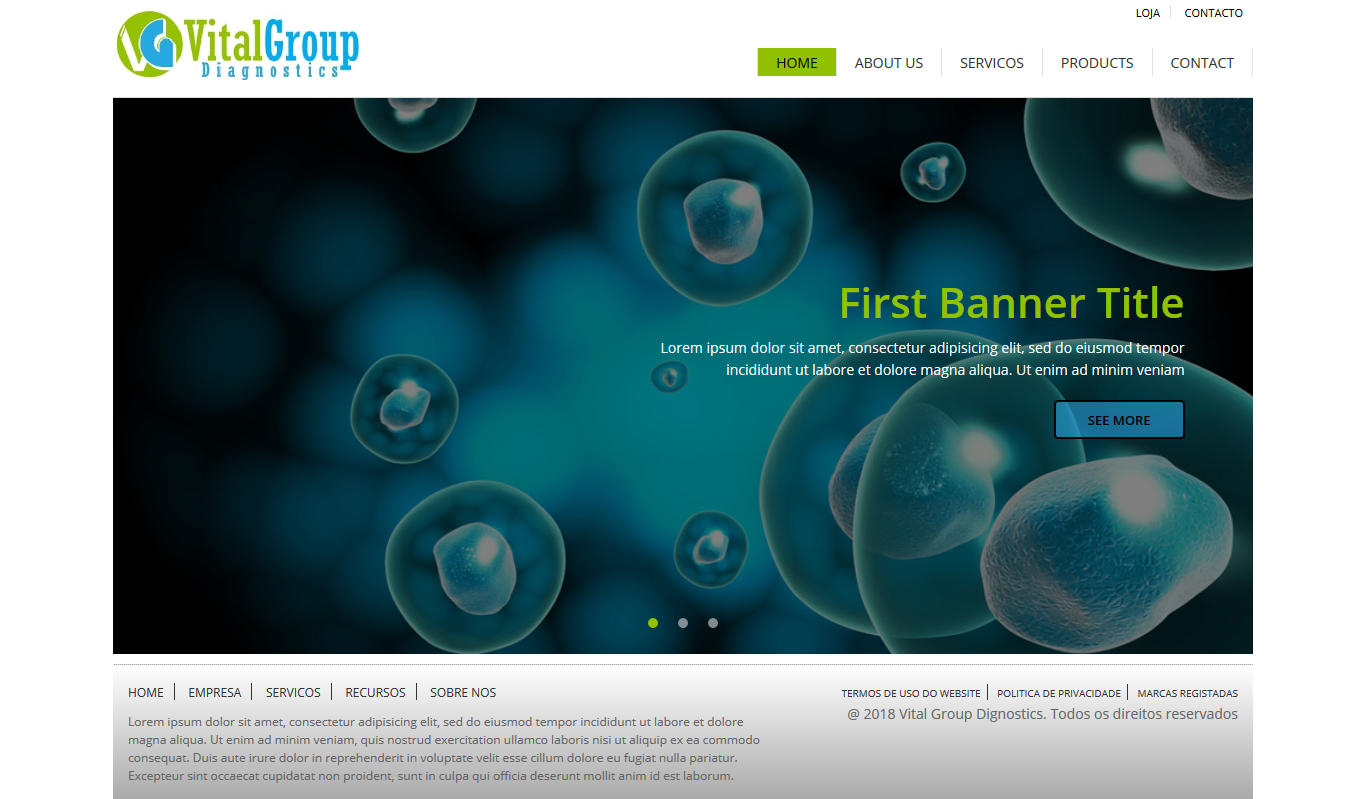 LOJA CONTACTO
VitalGroup
Diagnostics
HOME ABOUT US SERVICOS PRODUCTS CONTACT
First Banner Title
Lorem ipsum dolor sit amet, consectetur adipisicing elit, sed do eiusmod tempor
incididunt ut labore et dolore magna aliqua. Ut enim ad minim veniam
SEE MORE
HOME EMPRESA SERVICOS RECURSOS SOBRE NOS
Lorem ipsum dolor sit amet, consectetur adipisicing elit, sed do eiusmod tempor incididunt ut labore et dolore
magna aliqua. Ut enim ad minim veniam, quis nostrud exercitation ullamco laboris nisi ut aliquip ex ea commodo
consequat. Duis aute irure dolor in reprehenderit in voluptate velit esse cillum dolore eu fugiat nulla pariatur.
Excepteur sint occaecat cupidatat non proident, sunt in culpa qui officia deserunt mollit anim id est laborum.
TERMOS DE USO DO WEBSITE POLITICA DE PRIVACIDADE MARCAS REGISTADAS
@ 2018 Vital Group Dignostics. Todos os direitos reservados